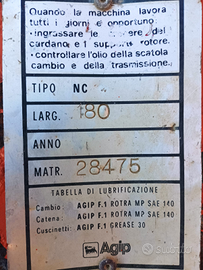 Quando la macchina lavora
tutti i giorni e opportuno
ingrassare le
cardano e i supporti rotore.
controllare l'olio della scatola
cambio e della trasmissione.
TIPO NC
LARG. 180
ANNO
MATR. 28475
TABELLA DI LUBRIFICAZIONE
Cambio: AGIP F.1 ROTRA MP SAE 140
Catena: AGIP F.1 ROTRA MP SAE 140
Cuscinetti: AGIP F.1 GREASE 30
Agip
subito